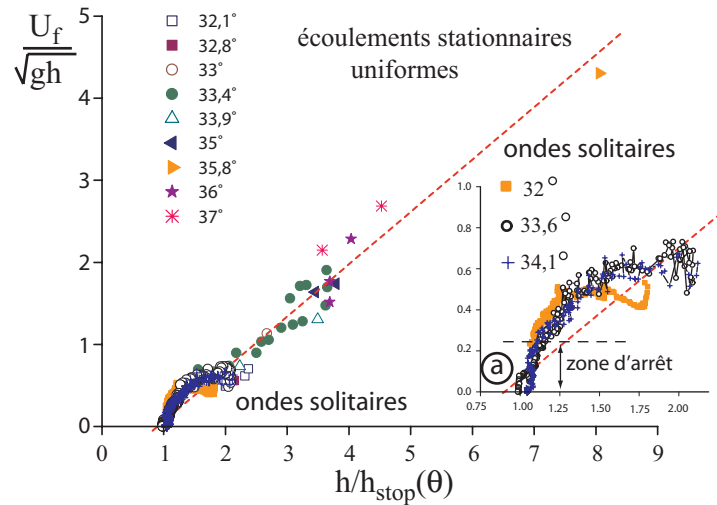 U_f
√gh
5
4
3
2
1
0
écoulements stationnaires
uniformes
32,1°
32,8°
33°
33,4°
33,9°
35°
35,8°
36°
37°
ondes solitaires
32°
33,6°
34,1°
1.0
0.8
0.6
0.4
0.2
0.0
a
zone d'arrêt
0.75 1.00 1.25 1.50 1.75 2.00
ondes solitaires
0 1 2 3 4 5 6 7 8 9
h/h_stop(θ)